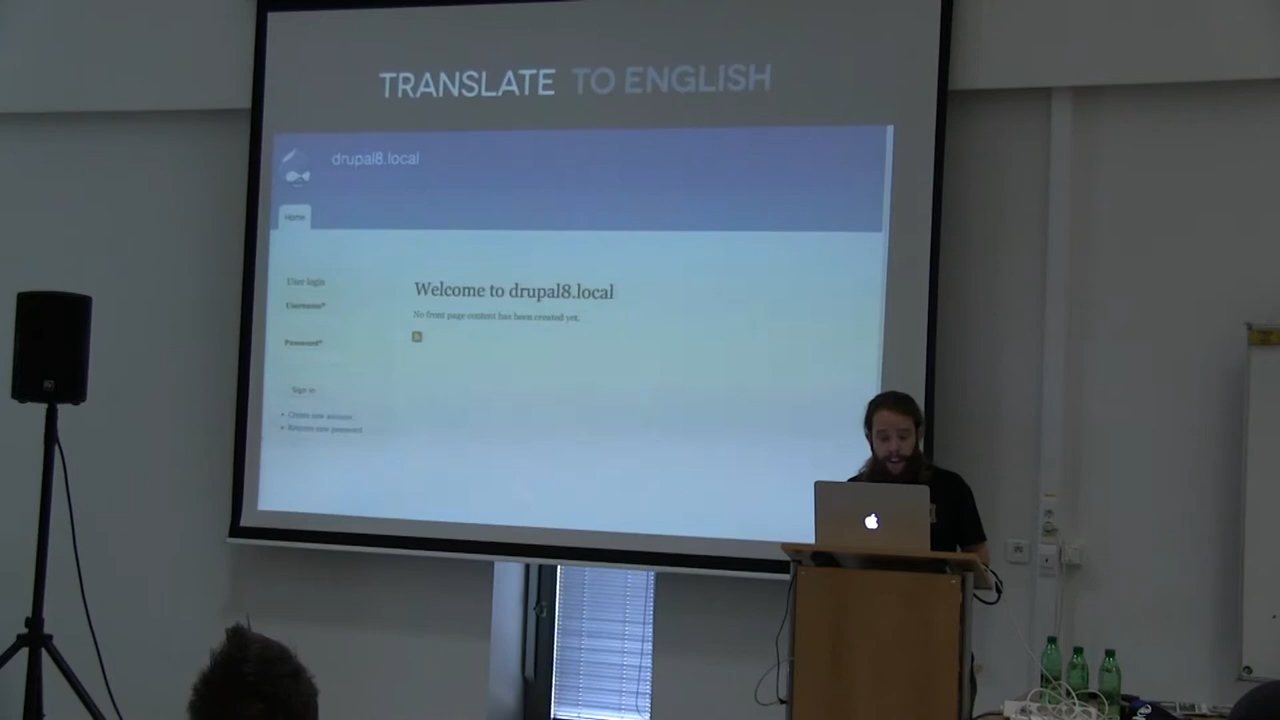 TRANSLATE TO ENGLISH
drupal8.local
Home
User login
Username*
Password*
Sign in
Create new account
Request new password
Welcome to drupal8.local
No front page content has been created yet.